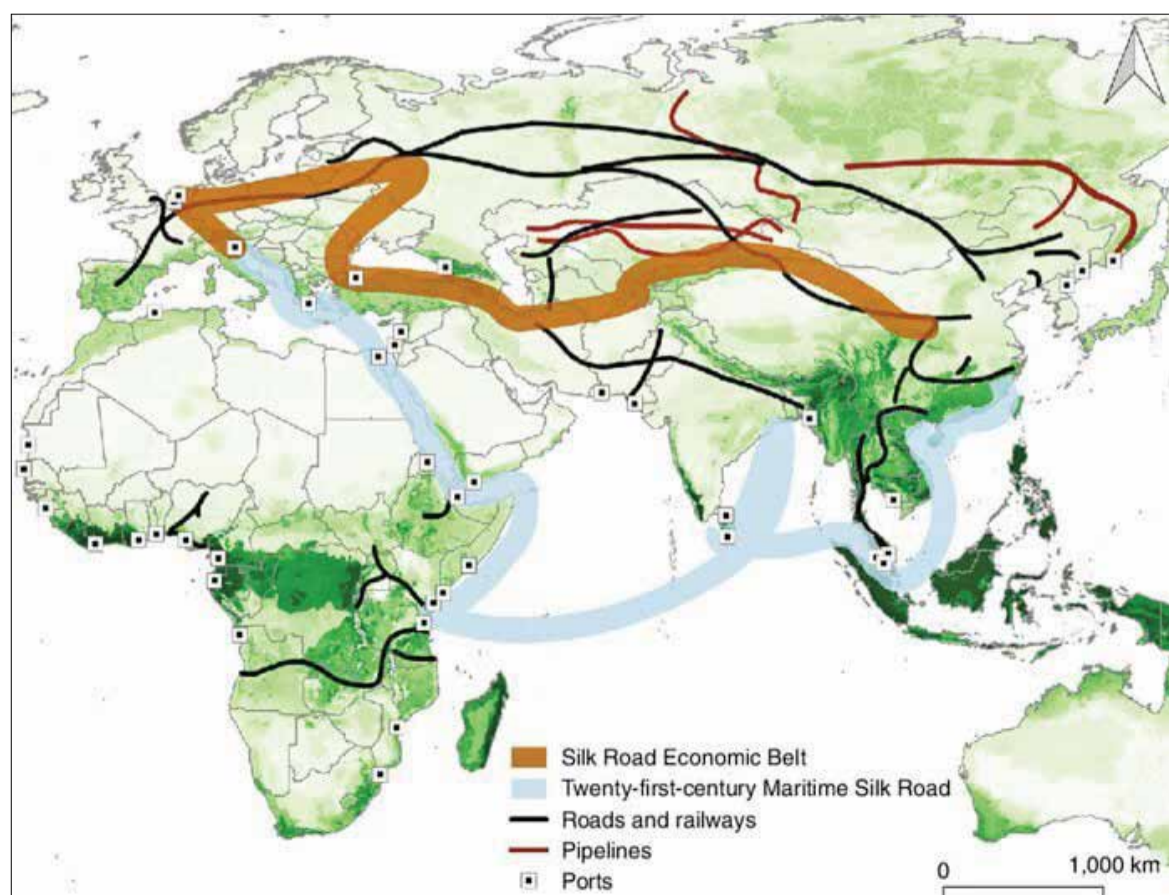 Silk Road Economic Belt
Twenty-first-century Maritime Silk Road
Roads and railways
Pipelines
Ports
0 1,000 km